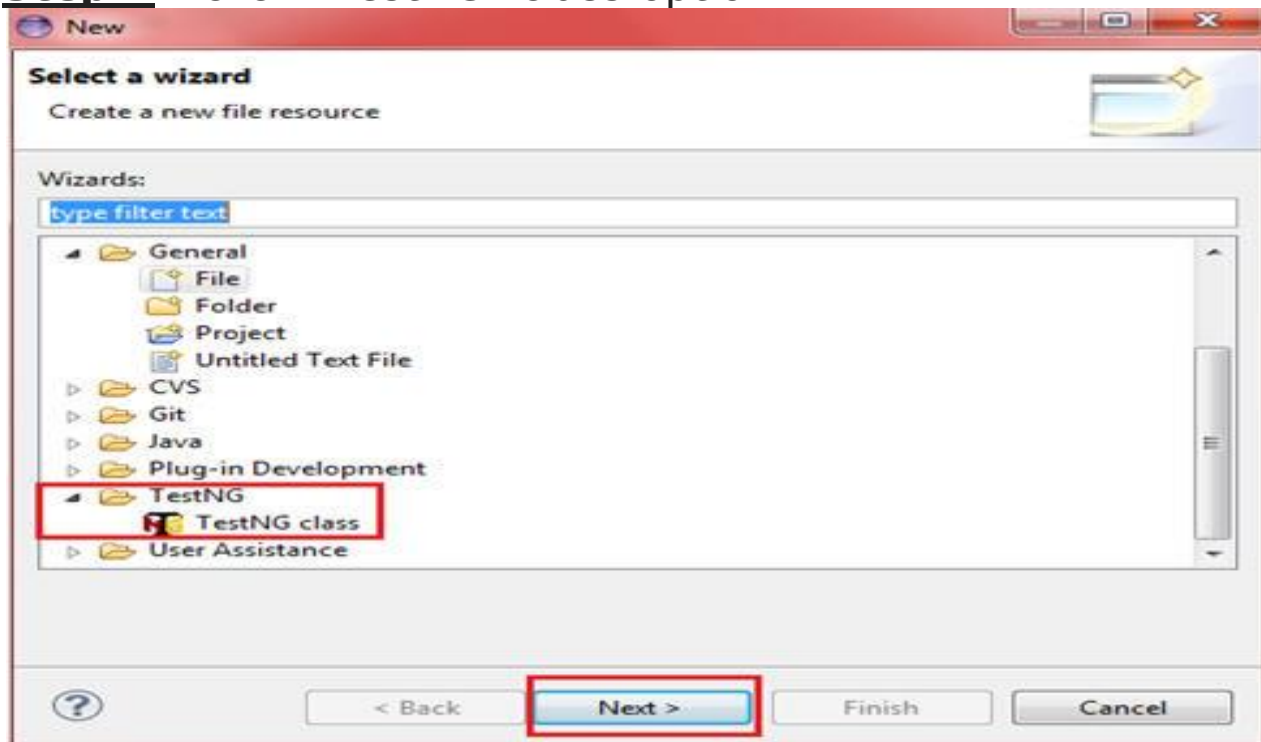 New
Select a wizard
Create a new file resource
Wizards:
type filter text
General
File
Folder
Project
Untitled Text File
CVS
Git
Java
Plug-in Development
TestNG
TestNG class
User Assistance
< Back Next > Finish Cancel